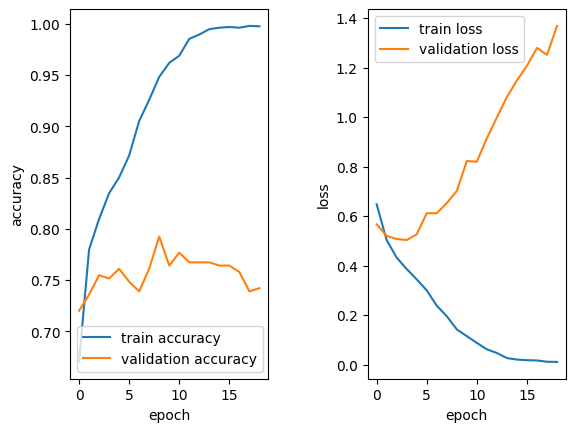 1.00
0.95
0.90
0.85
0.80
0.75
0.70
accuracy
train accuracy
validation accuracy
0 5 10 15
epoch
1.4
1.2
1.0
0.8
0.6
0.4
0.2
0.0
loss
train loss
validation loss
0 5 10 15
epoch